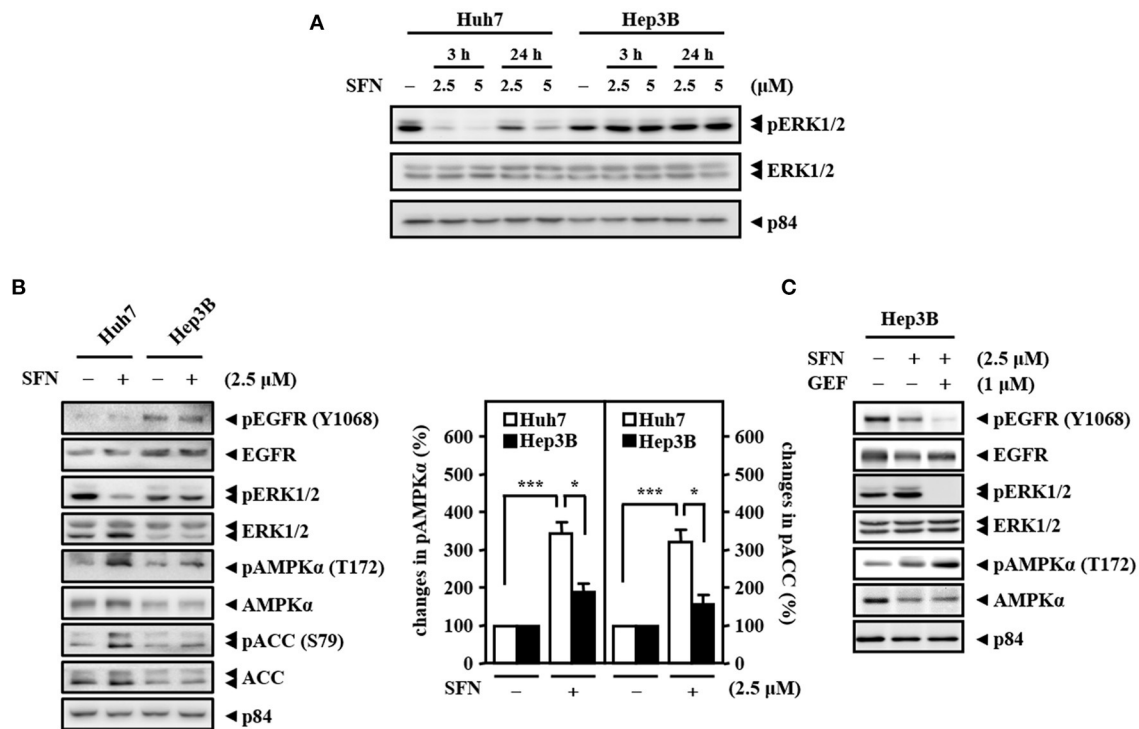 A
Huh7 Hep3B
3 h 24 h 3 h 24 h
SFN – 2.5 5 2.5 5 – 2.5 5 2.5 5 (µM)
pERK1/2
ERK1/2
p84
B
Huh7 Hep3B
SFN – + – + (2.5 µM)
pEGFR (Y1068)
EGFR
pERK1/2
ERK1/2
pAMPKα (T172)
AMPKα
pACC (S79)
ACC
p84
changes in pAMPKα (%)
600
500
400
300
200
100
0
Huh7
Hep3B
*** *
Huh7
Hep3B
*** *
600
500
400
300
200
100
0
changes in pACC (%)
SFN – + – + (2.5 µM)
C
Hep3B
SFN – + + (2.5 µM)
GEF – – + (1 µM)
pEGFR (Y1068)
EGFR
pERK1/2
ERK1/2
pAMPKα (T172)
AMPKα
p84